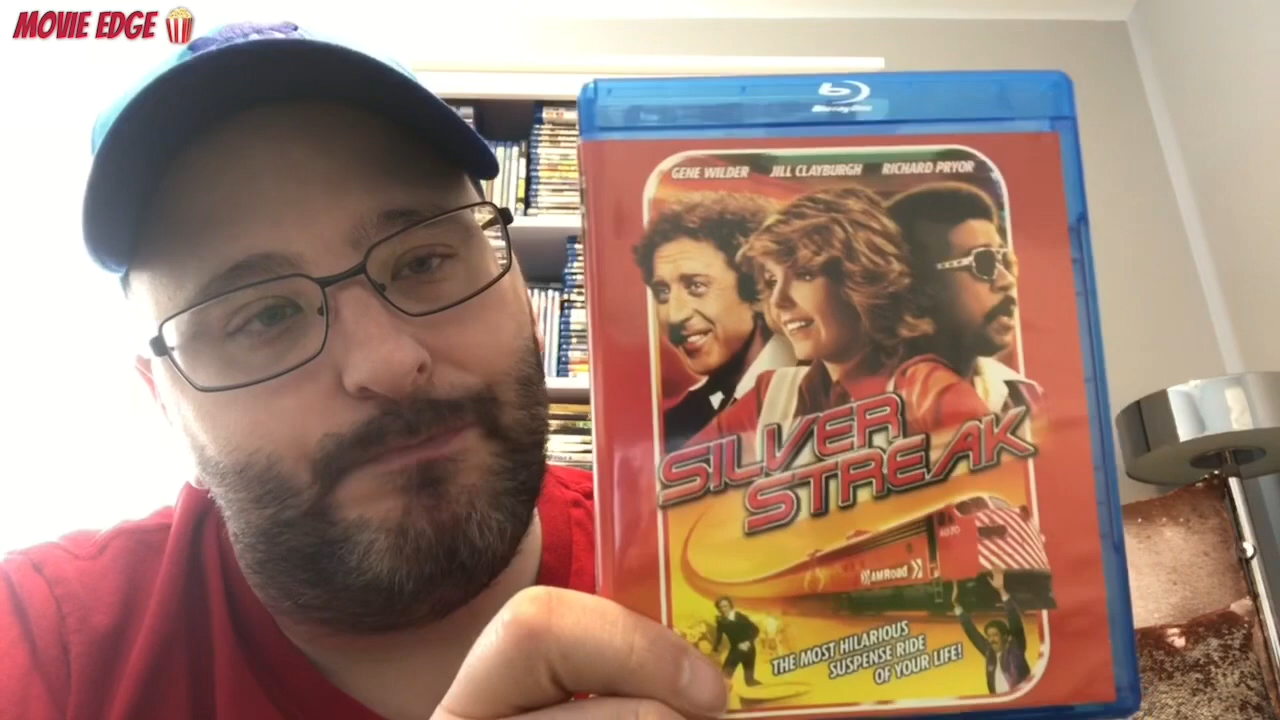 MOVIE EDGE
Blu-ray Disc
GENE WILDER JILL CLAYBURGH RICHARD PRYOR
SILVER
STREAK
AMRoad
THE MOST HILARIOUS
SUSPENSE RIDE
OF YOUR LIFE!